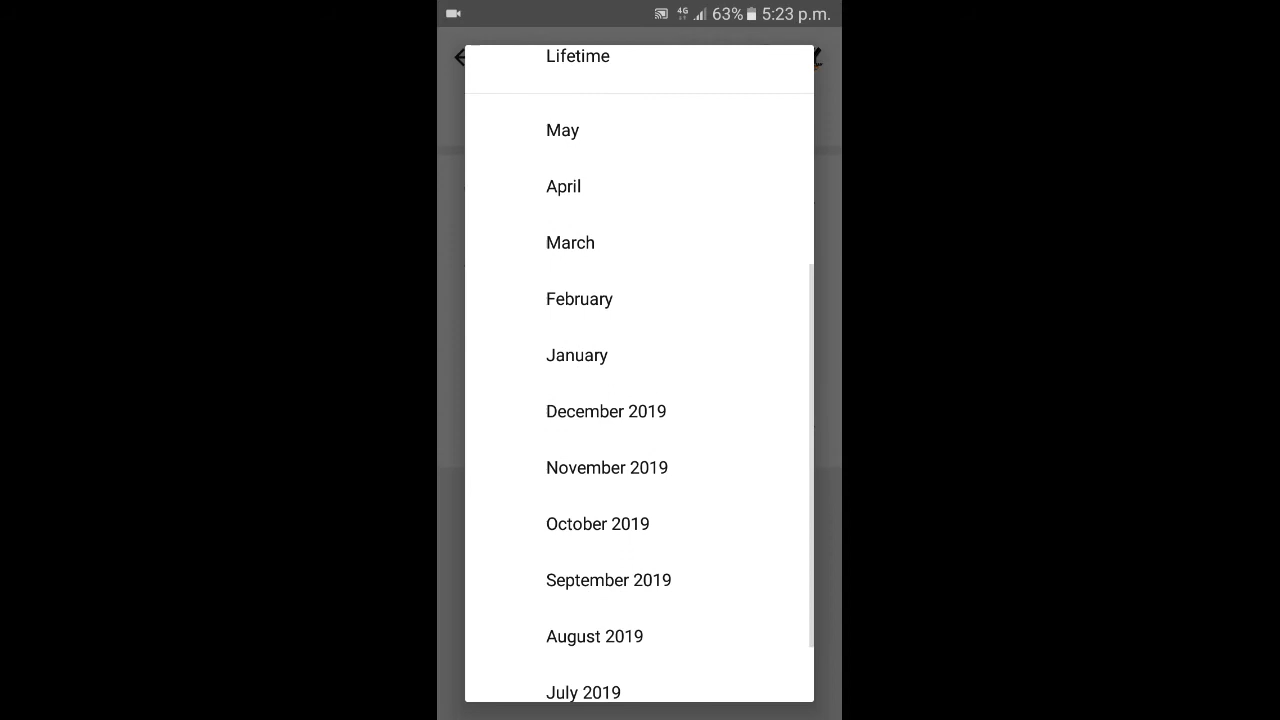 4G 63% 5:23 p.m.
Lifetime
May
April
March
February
January
December 2019
November 2019
October 2019
September 2019
August 2019
July 2019